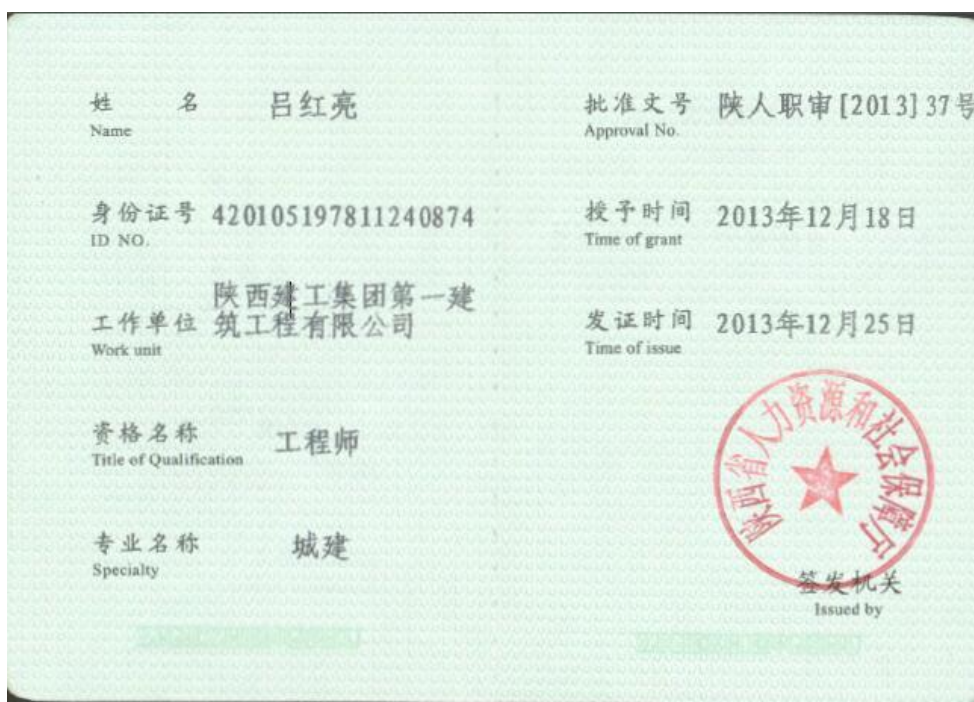 姓 名 吕红亮
Name
身份证号 420105197811240874
ID NO.
陕西建工集团第一建
工作单位 筑工程有限公司
Work unit
资格名称 工程师
Title of Qualification
专业名称 城建
Specialty
批准文号 陕人职审[2013]37号
Approval No.
授予时间 2013年12月18日
Time of grant
发证时间 2013年12月25日
Time of issue
陕西省人力资源和社会保障厅
签发机关
Issued by